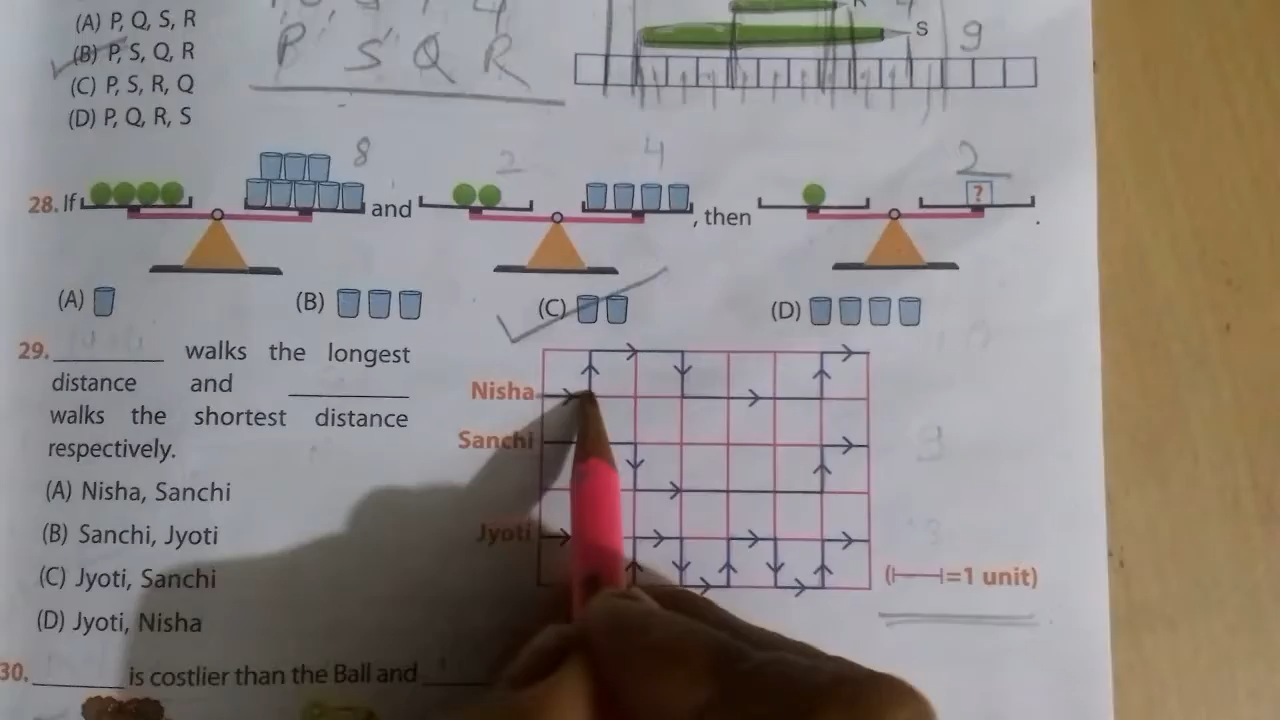 (A) P, Q, S, R
(B) P, S, Q, R
(C) P, S, R, Q
(D) P, Q, R, S
P S Q R
S 9
28. If 8 and 2 4 , then 2 ? .
(A) (B) (C) (D)
29. ________ walks the longest
distance and ________
walks the shortest distance
respectively.
(A) Nisha, Sanchi
(B) Sanchi, Jyoti
(C) Jyoti, Sanchi
(D) Jyoti, Nisha
Nisha
Sanchi
Jyoti
(=1 unit)
30. ________ is costlier than the Ball and ____